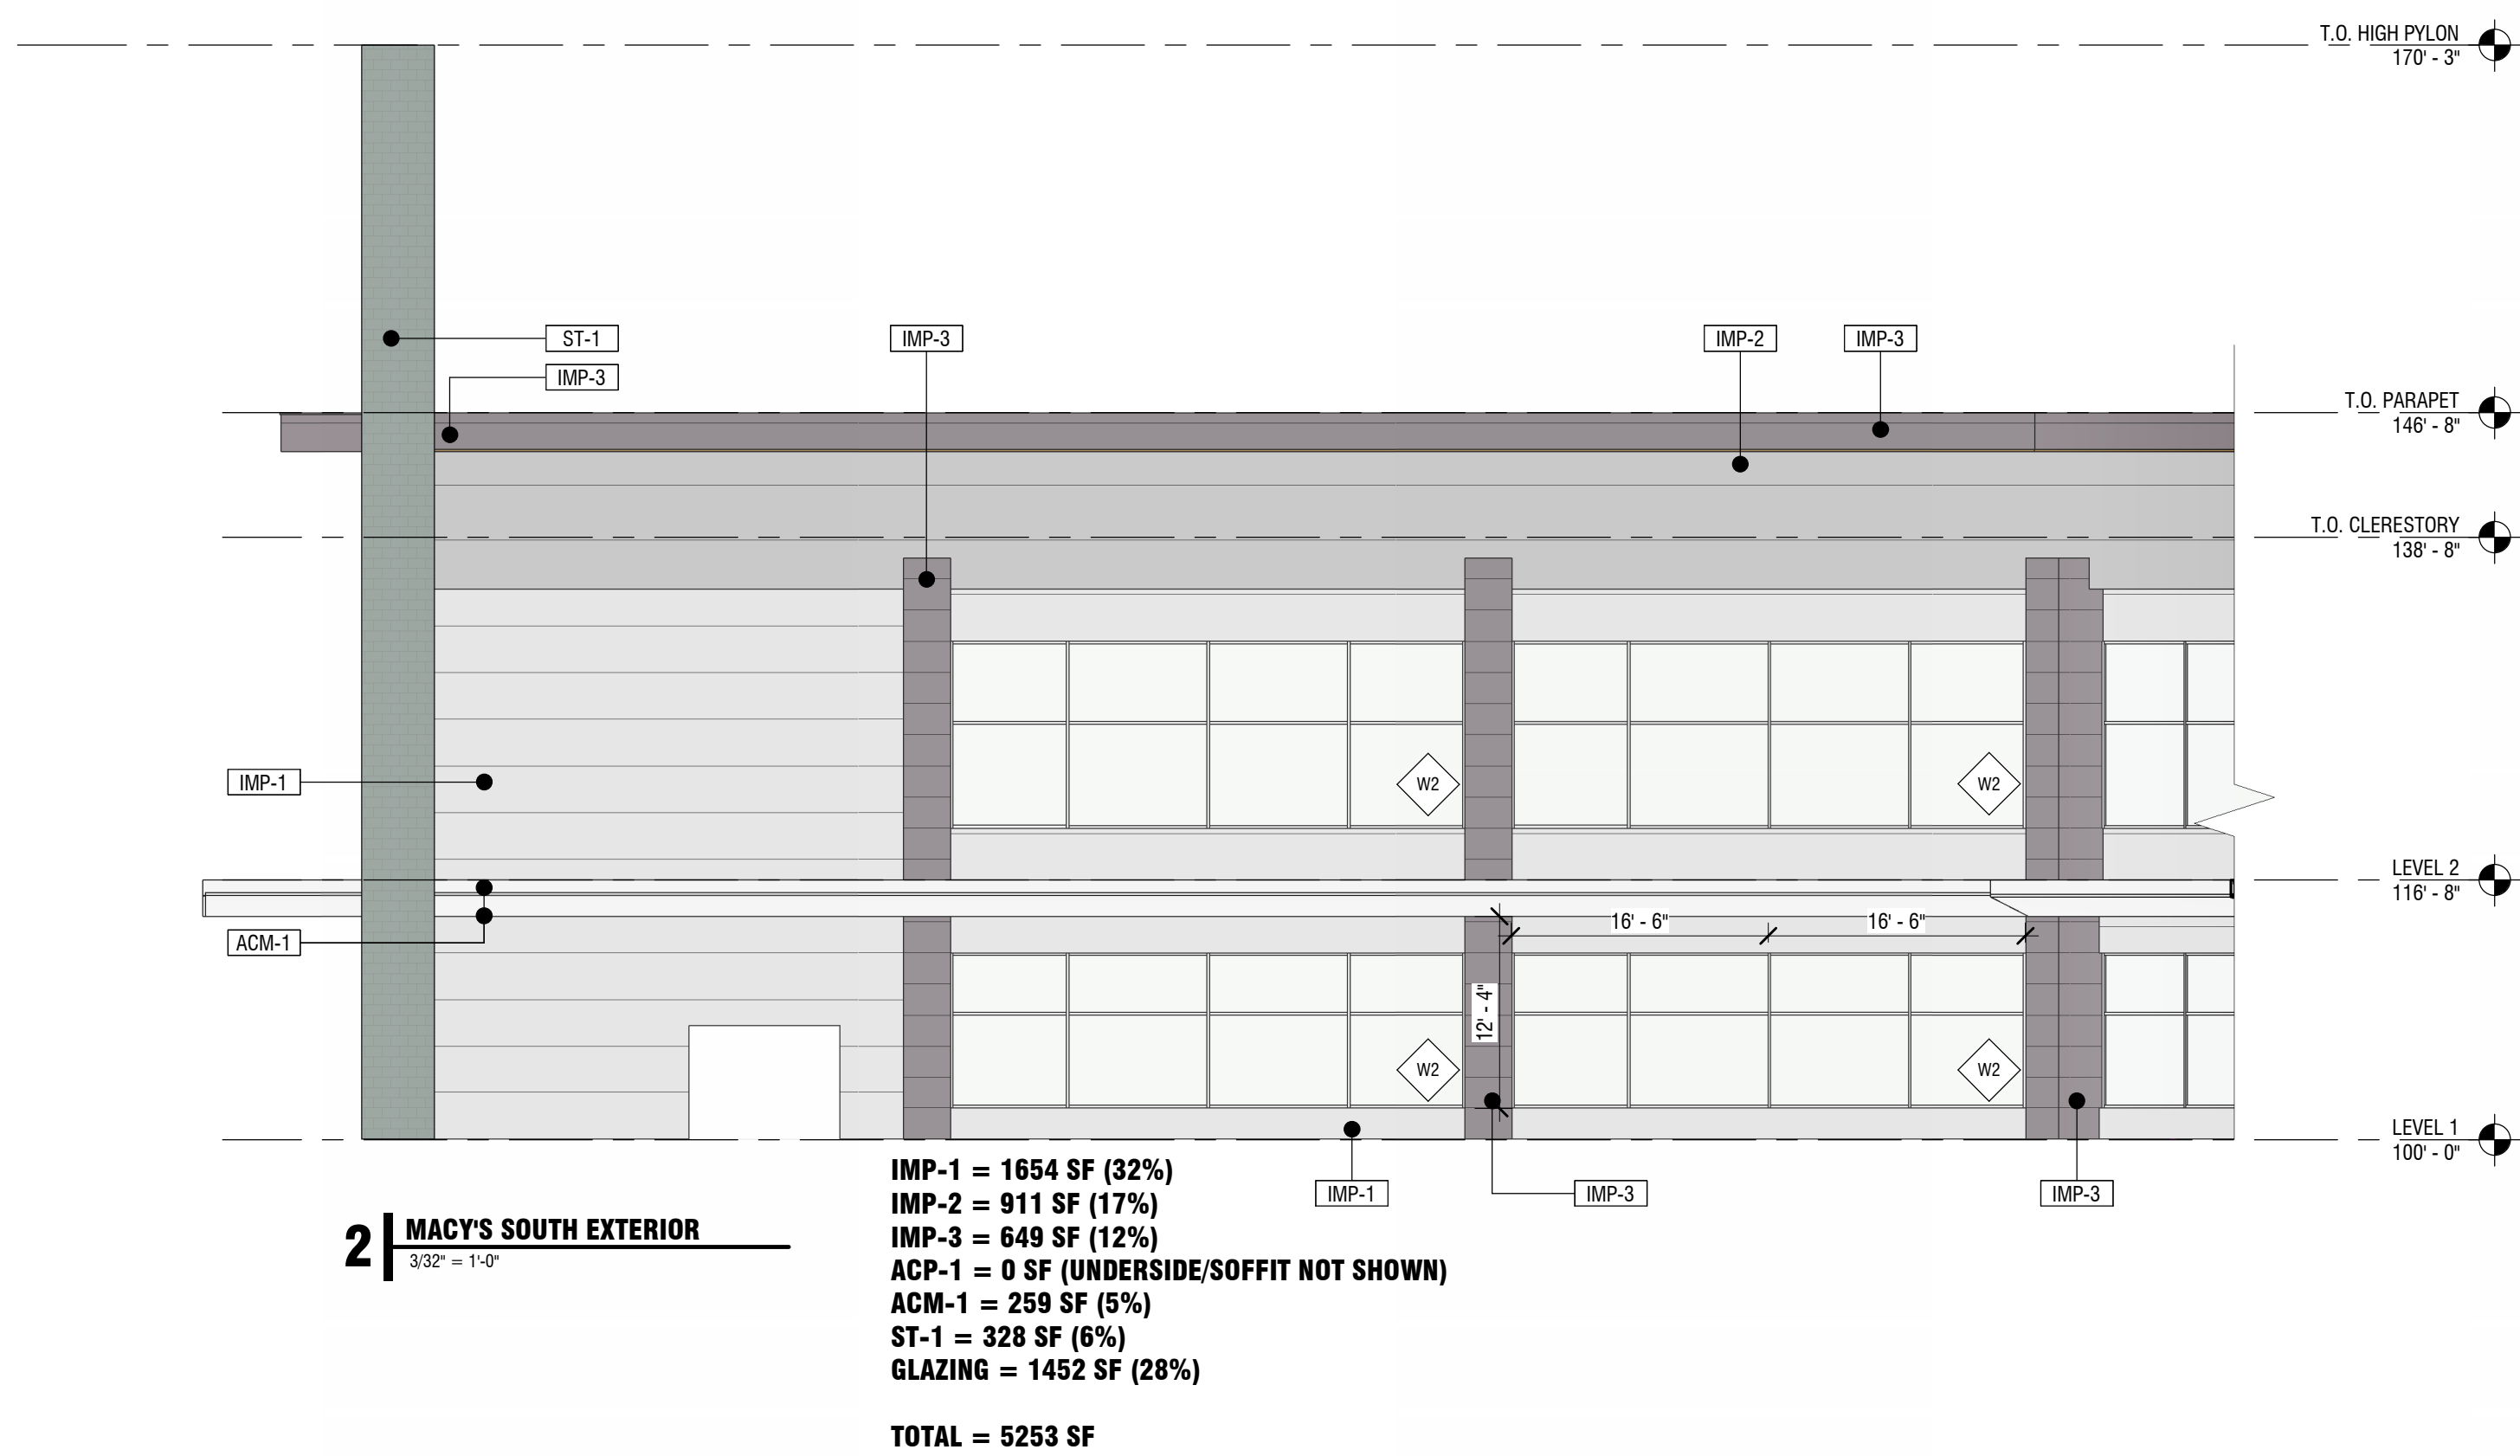 T.O. HIGH PYLON
170' - 3"
ST-1
IMP-3
IMP-2
IMP-3
IMP-3
T.O. PARAPET
146' - 8"
T.O. CLERESTORY
138' - 8"
IMP-1
W2
W2
LEVEL 2
116' - 8"
16' - 6"
16' - 6"
ACM-1
12' - 4"
W2
W2
LEVEL 1
100' - 0"
IMP-1
IMP-3
IMP-3
2
MACY'S SOUTH EXTERIOR
3/32" = 1'-0"
IMP-1 = 1654 SF (32%)
IMP-2 = 911 SF (17%)
IMP-3 = 649 SF (12%)
ACP-1 = 0 SF (UNDERSIDE/SOFFIT NOT SHOWN)
ACM-1 = 259 SF (5%)
ST-1 = 328 SF (6%)
GLAZING = 1452 SF (28%)
TOTAL = 5253 SF